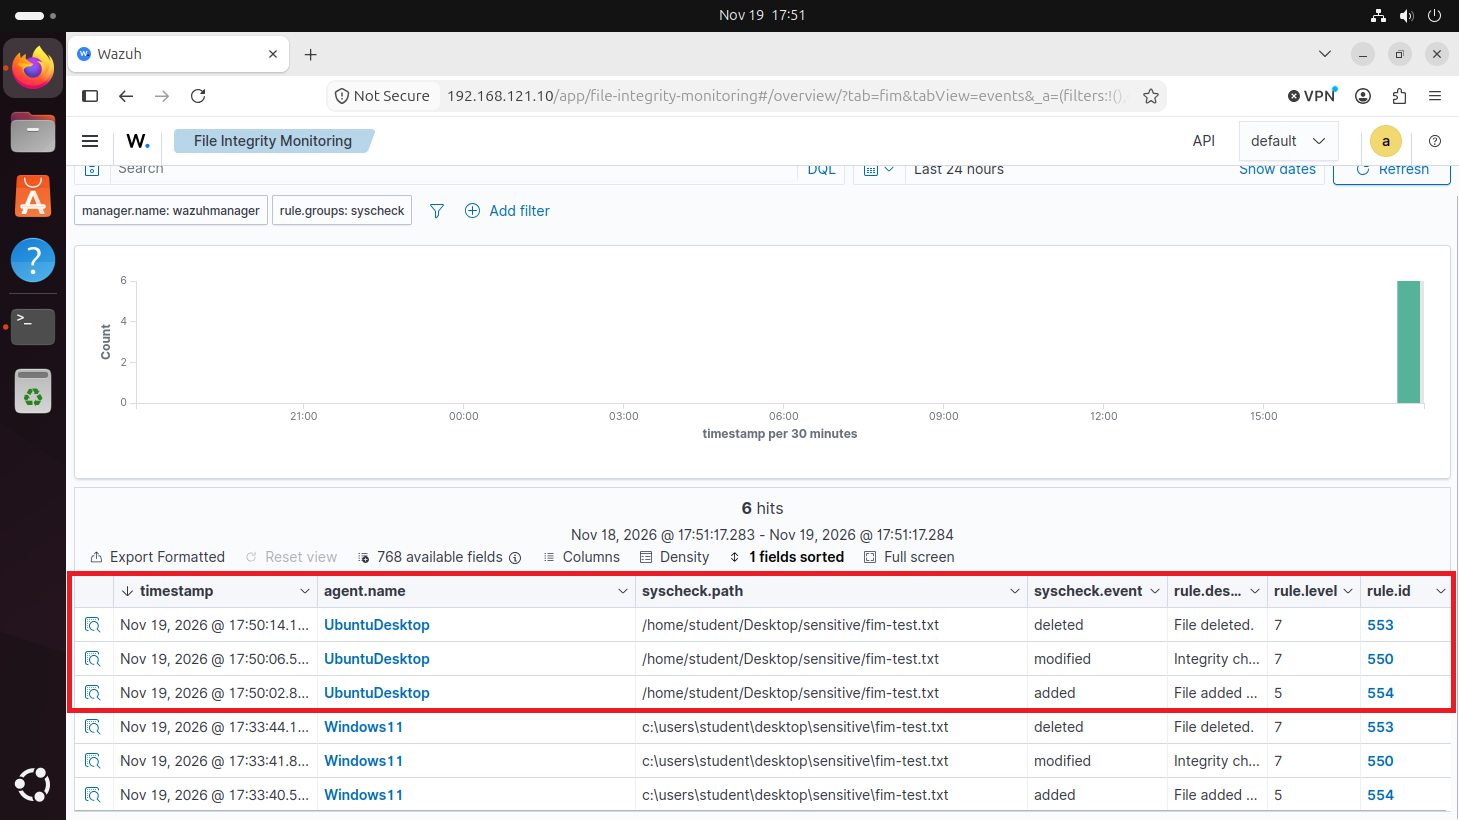 Nov 19 17:51
Wazuh
Not Secure
192.168.121.10/app/file-integrity-monitoring#/overview/?tab=fim&tabView=events&_a=(filters:!(),
VPN
W.
File Integrity Monitoring
API
default
a
Search
DQL
Last 24 hours
Show dates
Refresh
manager.name: wazuhmanager
rule.groups: syscheck
Add filter
6
4
2
0
Count
21:00 00:00 03:00 06:00 09:00 12:00 15:00
timestamp per 30 minutes
6 hits
Nov 18, 2026 @ 17:51:17.283 - Nov 19, 2026 @ 17:51:17.284
Export Formatted Reset view 768 available fields Columns Density 1 fields sorted Full screen
timestamp agent.name syscheck.path syscheck.event rule.des... rule.level rule.id
Nov 19, 2026 @ 17:50:14.1... UbuntuDesktop /home/student/Desktop/sensitive/fim-test.txt deleted File deleted. 7 553
Nov 19, 2026 @ 17:50:06.5... UbuntuDesktop /home/student/Desktop/sensitive/fim-test.txt modified Integrity ch... 7 550
Nov 19, 2026 @ 17:50:02.8... UbuntuDesktop /home/student/Desktop/sensitive/fim-test.txt added File added ... 5 554
Nov 19, 2026 @ 17:33:44.1... Windows11 c:\users\student\desktop\sensitive\fim-test.txt deleted File deleted. 7 553
Nov 19, 2026 @ 17:33:41.8... Windows11 c:\users\student\desktop\sensitive\fim-test.txt modified Integrity ch... 7 550
Nov 19, 2026 @ 17:33:40.5... Windows11 c:\users\student\desktop\sensitive\fim-test.txt added File added ... 5 554